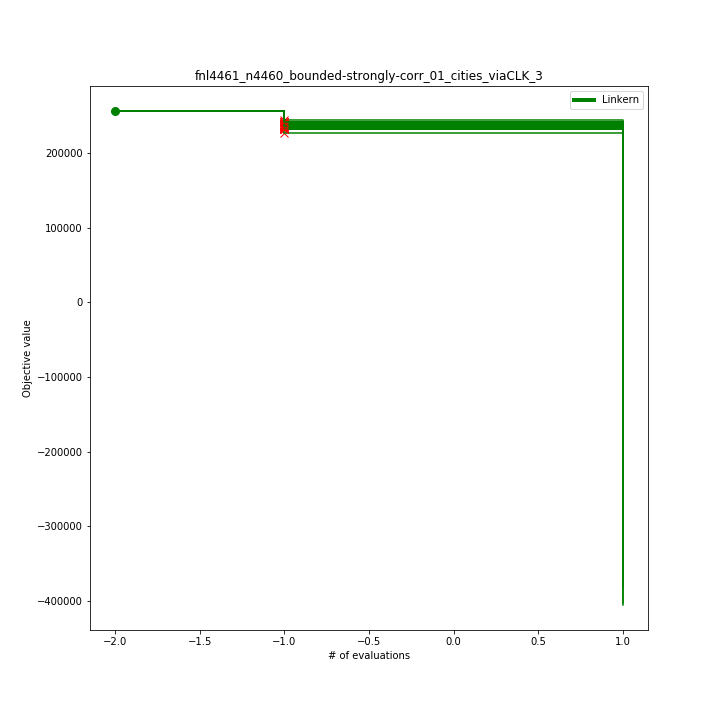 fnl4461_n4460_bounded-strongly-corr_01_cities_viaCLK_3
Linkern
200000
100000
0
−100000
−200000
−300000
−400000
Objective value
−2.0 −1.5 −1.0 −0.5 0.0 0.5 1.0
# of evaluations